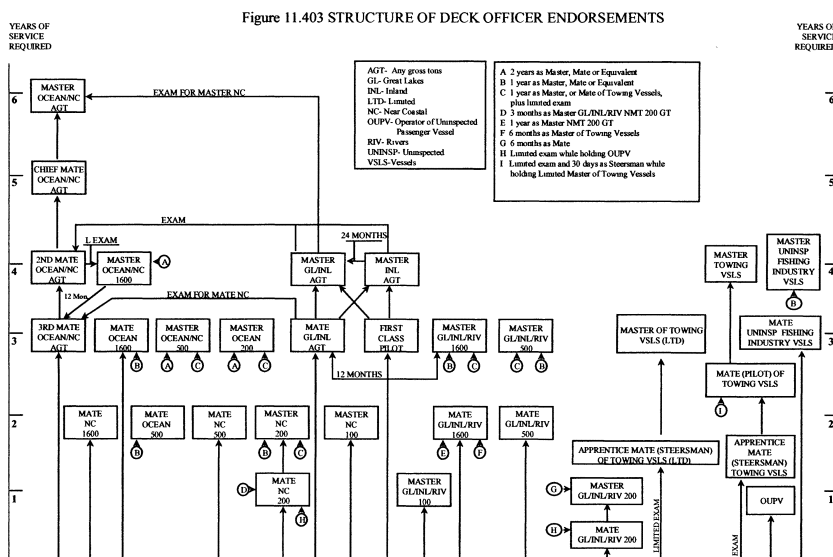 Figure 11.403 STRUCTURE OF DECK OFFICER ENDORSEMENTS
YEARS OF
SERVICE
REQUIRED
YEARS OF
SERVICE
REQUIRED
AGT- Any gross tons
GL- Great Lakes
INL- Inland
LTD- Limited
NC- Near Coastal
OUPV- Operator of Uninspected
Passenger Vessel
RIV- Rivers
UNINSP- Uninspected
VSLS-Vessels
A 2 years as Master, Mate or Equivalent
B 1 year as Master, Mate or Equivalent
C 1 year as Master, or Mate of Towing Vessels,
plus limited exam
D 3 months as Master GL/INL/RIV NMT 200 GT
E 1 year as Master NMT 200 GT
F 6 months as Master of Towing Vessels
G 6 months as Mate
H Limited exam while holding OUPV
I Limited exam and 30 days as Steersman while
holding Limited Master of Towing Vessels
6
MASTER
OCEAN/NC
AGT
EXAM FOR MASTER NC
6
5
CHIEF MATE
OCEAN/NC
AGT
5
EXAM
L EXAM
24 MONTHS
4
2ND MATE
OCEAN/NC
AGT
MASTER
OCEAN/NC
1600
A
MASTER
GL/INL
AGT
MASTER
INL
AGT
MASTER
TOWING
VSLS
MASTER
UNINSP
FISHING
INDUSTRY
VSLS
B
4
12 Mon.
EXAM FOR MATE NC
3
3RD MATE
OCEAN/NC
AGT
MATE
OCEAN
1600
B
MASTER
OCEAN/NC
500
A
C
MASTER
OCEAN
200
A
C
MATE
GL/INL
AGT
FIRST
CLASS
PILOT
MASTER
GL/INL/RIV
1600
B
C
MASTER
GL/INL/RIV
500
C
B
MASTER OF TOWING
VSLS (LTD)
MATE
UNINSP FISHING
INDUSTRY VSLS
3
12 MONTHS
MATE (PILOT) OF
TOWING VSLS
I
2
MATE
NC
1600
MATE
OCEAN
500
B
MATE
NC
500
MASTER
NC
200
B
C
MASTER
NC
100
MATE
GL/INL/RIV
1600
E
F
MATE
GL/INL/RIV
500
APPRENTICE MATE (STEERSMAN)
OF TOWING VSLS (LTD)
APPRENTICE
MATE
(STEERSMAN)
TOWING VSLS
2
1
D
MATE
NC
200
H
MASTER
GL/INL/RIV
100
G
MASTER
GL/INL/RIV 200
H
MATE
GL/INL/RIV 200
LIMITED EXAM
EXAM
OUPV
1